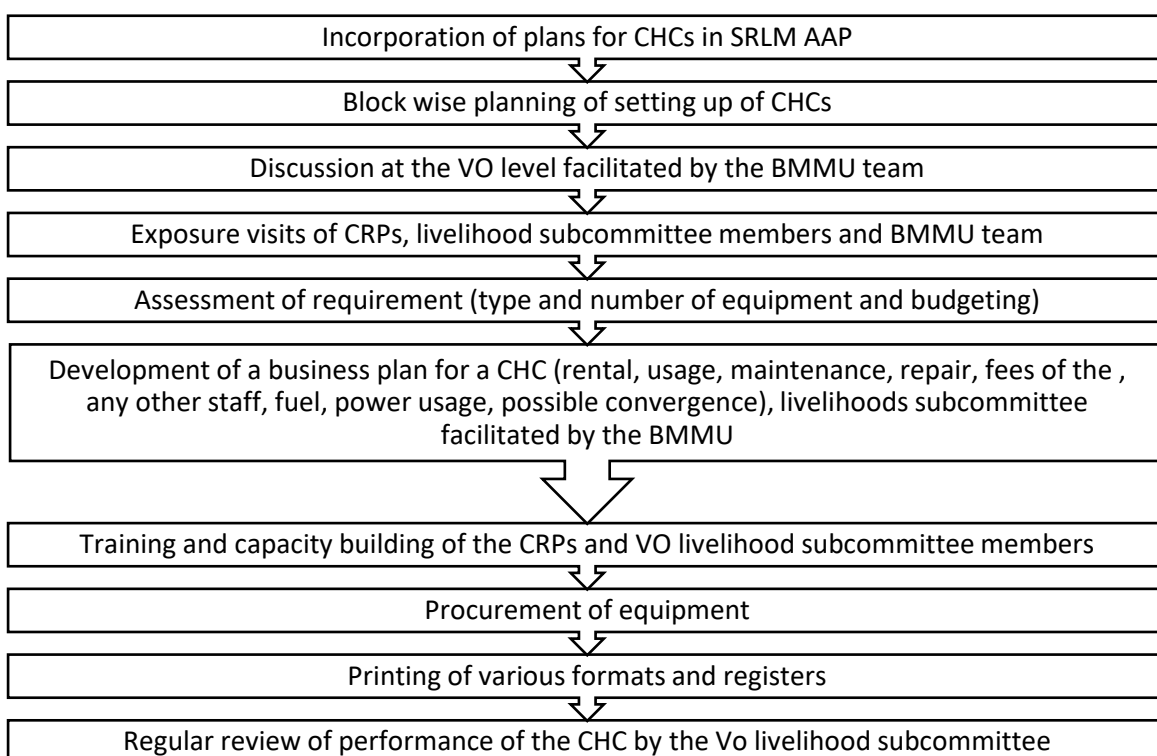 Incorporation of plans for CHCs in SRLM AAP
Block wise planning of setting up of CHCs
Discussion at the VO level facilitated by the BMMU team
Exposure visits of CRPs, livelihood subcommittee members and BMMU team
Assessment of requirement (type and number of equipment and budgeting)
Development of a business plan for a CHC (rental, usage, maintenance, repair, fees of the ,
any other staff, fuel, power usage, possible convergence), livelihoods subcommittee
facilitated by the BMMU
Training and capacity building of the CRPs and VO livelihood subcommittee members
Procurement of equipment
Printing of various formats and registers
Regular review of performance of the CHC by the Vo livelihood subcommittee